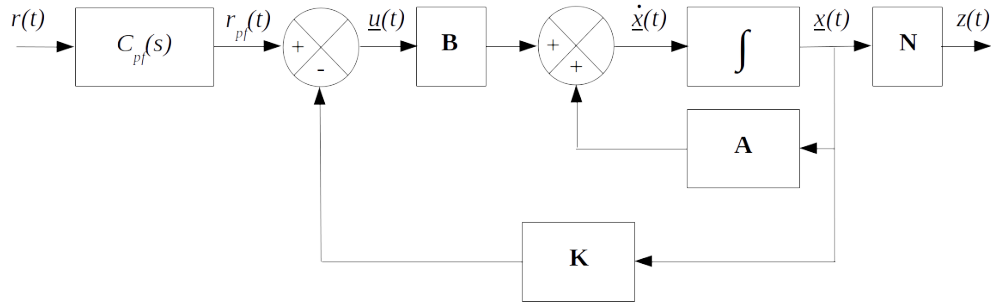 r(t) C_pf(s) r_pf(t) + - u(t) B + + ẋ(t) ∫ x(t) N z(t)
A
K